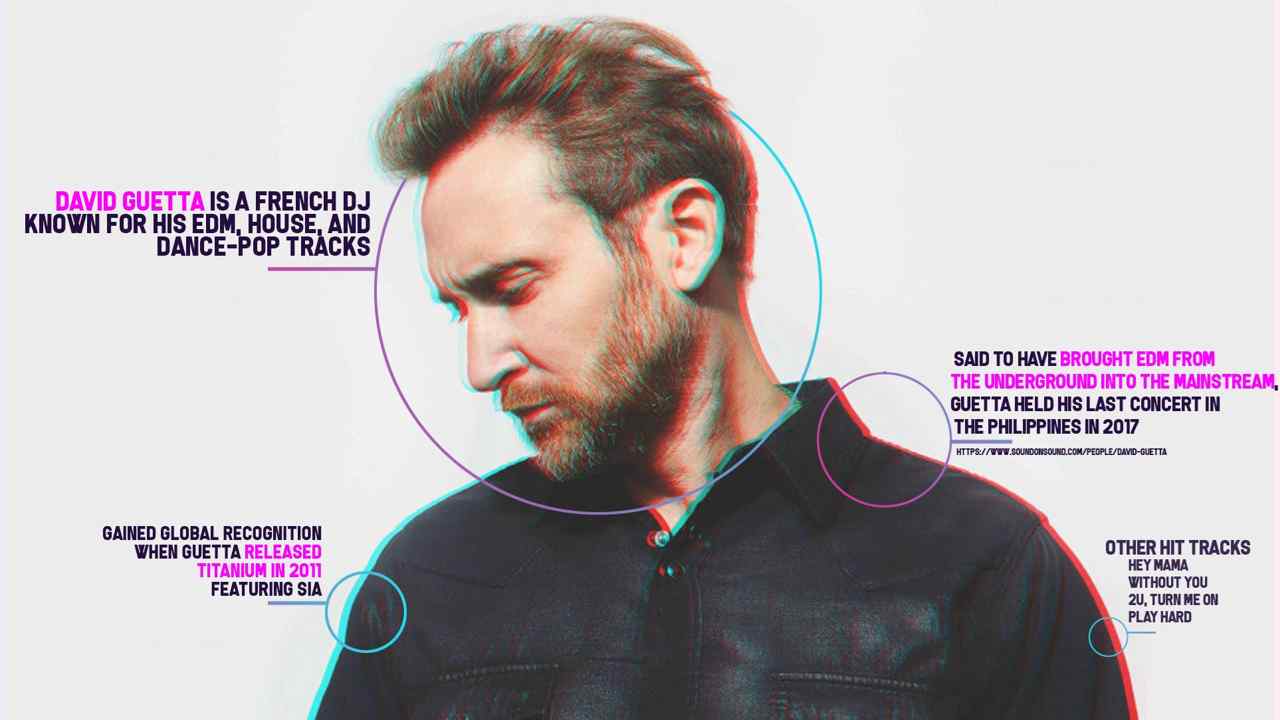 DAVID GUETTA IS A FRENCH DJ
KNOWN FOR HIS EDM, HOUSE, AND
DANCE-POP TRACKS
SAID TO HAVE BROUGHT EDM FROM
THE UNDERGROUND INTO THE MAINSTREAM,
GUETTA HELD HIS LAST CONCERT IN
THE PHILIPPINES IN 2017
HTTPS://WWW.SOUNDONSOUND.COM/PEOPLE/DAVID-GUETTA
GAINED GLOBAL RECOGNITION
WHEN GUETTA RELEASED
TITANIUM IN 2011
FEATURING SIA
OTHER HIT TRACKS
HEY MAMA
WITHOUT YOU
2U, TURN ME ON
PLAY HARD